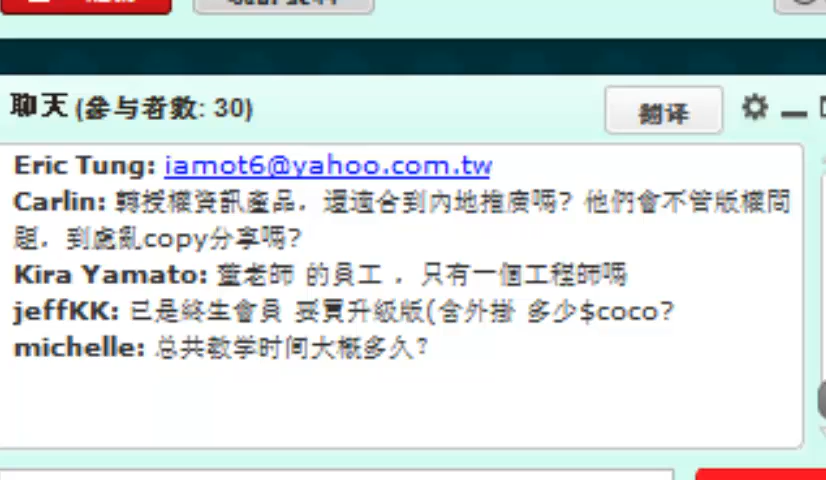 聊天 (參与者數: 30)
翻译
Eric Tung: iamot6@yahoo.com.tw
Carlin: 轉授權資訊產品，還適合到內地推廣嗎? 他們會不管版權問
題，到處亂copy分享嗎?
Kira Yamato: 董老師 的員工 ，只有一個工程師嗎
jeffKK: 已是終生會員 要買升級版(含外掛 多少$coco?
michelle: 总共教学时间大概多久?